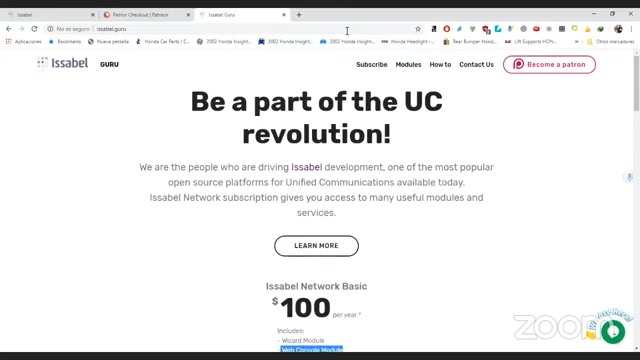 Issabel
Patron Checkout | Patreon
Issabel Guru
No es seguro | issabel.guru
Aplicaciones
Bookmarks
Nueva pestaña
Honda Car Parts / C...
2002 Honda Insight...
2002 Honda Insight...
2002 Honda Insight...
Honda Headlight -...
Rear Bumper Hond...
Lift Supports HON...
Otros marcadores
Issabel GURU
Subscribe
Modules
How to
Contact Us
Become a patron
Be a part of the UC
revolution!
We are the people who are driving Issabel development, one of the most popular
open source platforms for Unified Communications available today.
Issabel Network subscription gives you access to many useful modules and
services.
LEARN MORE
Issabel Network Basic
$100 per year *
Includes:
- Wizard Module
- Web Console Module
zoom